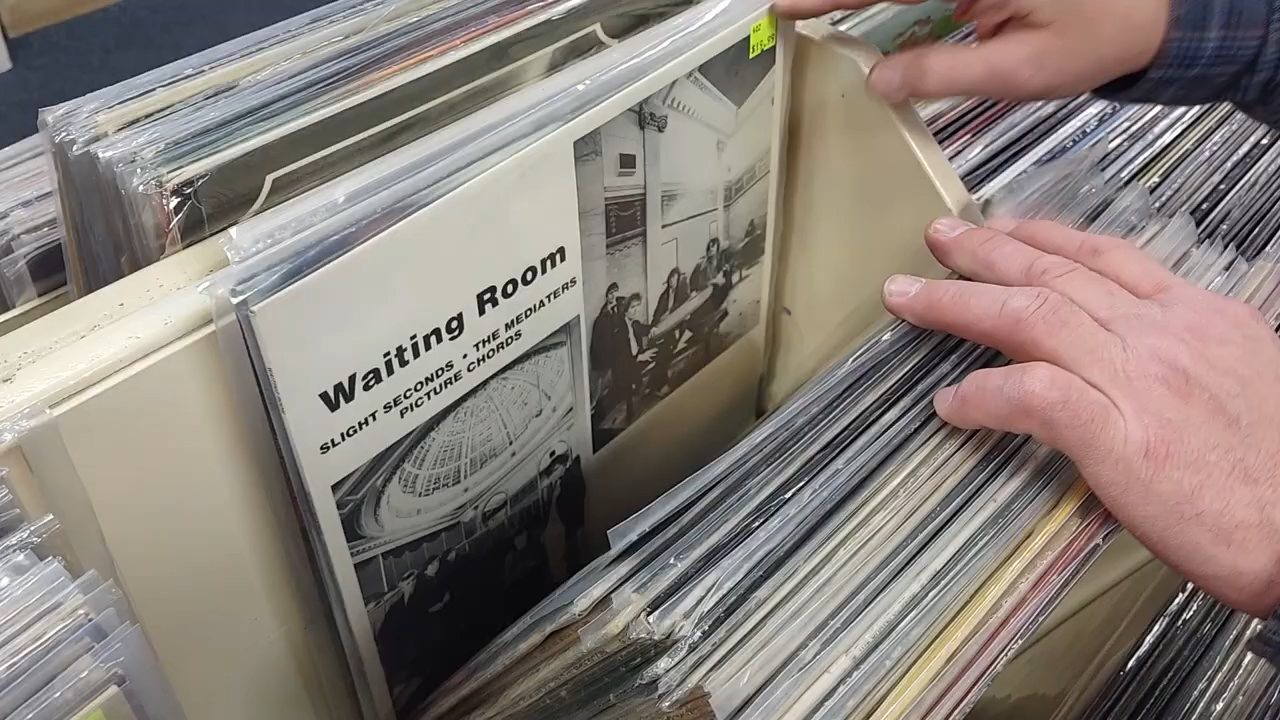 Waiting Room
SLIGHT SECONDS • THE MEDIATERS
PICTURE CHORDS